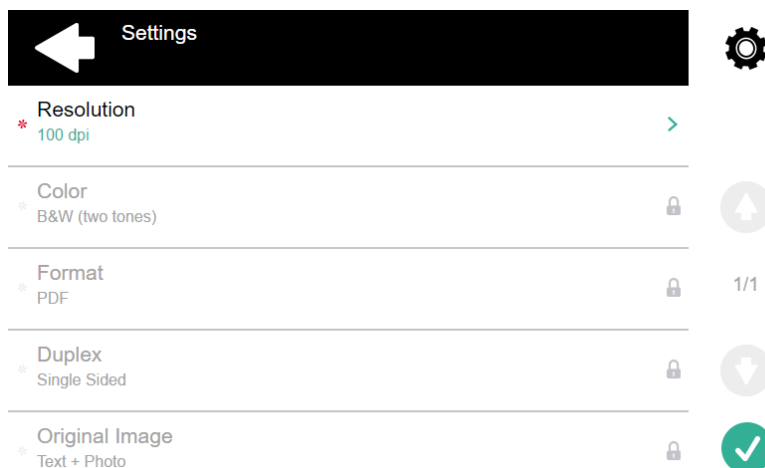 Settings
* Resolution
100 dpi
* Color
B&W (two tones)
* Format
PDF
1/1
* Duplex
Single Sided
* Original Image
Text + Photo